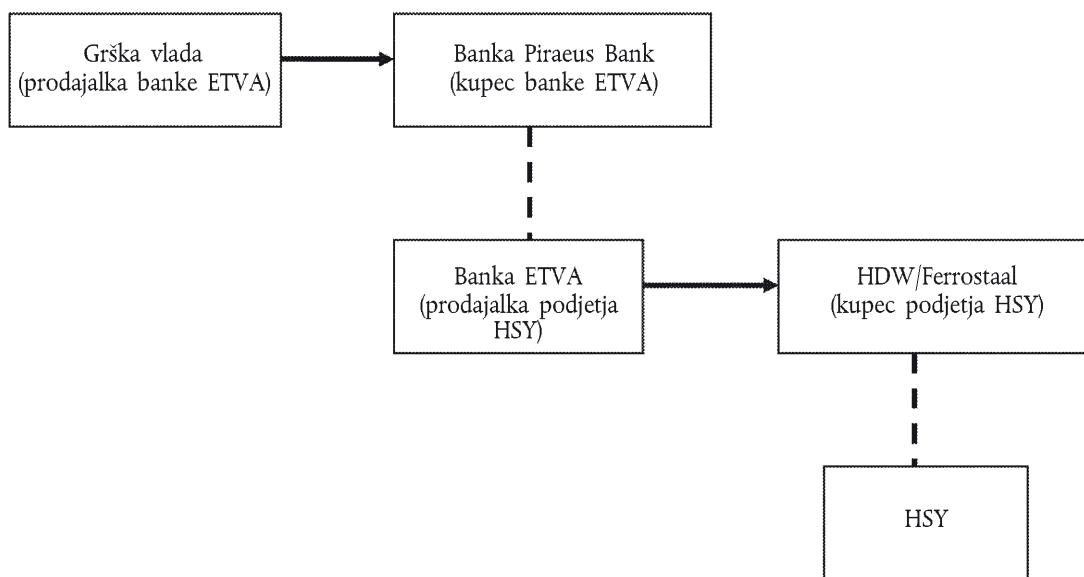 Grška vlada
(prodajalka banke ETVA)
Banka Piraeus Bank
(kupec banke ETVA)
Banka ETVA
(prodajalka podjetja
HSY)
HDW/Ferrostaal
(kupec podjetja HSY)
HSY